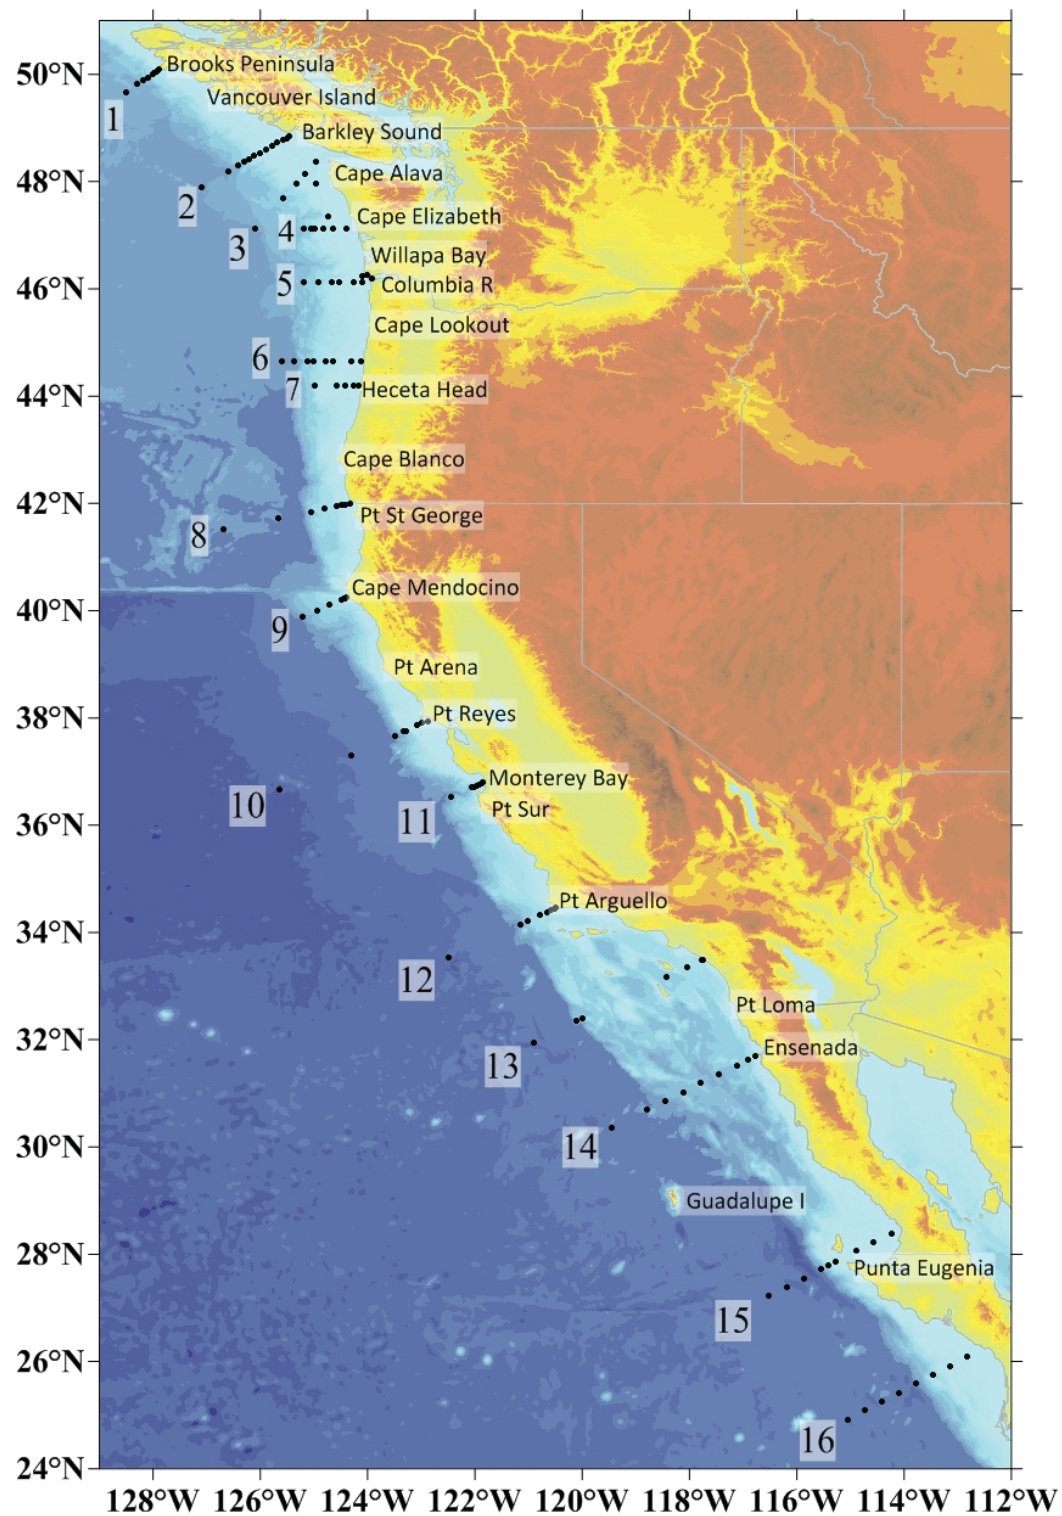 50°N
Brooks Peninsula
Vancouver Island
1
Barkley Sound
48°N
Cape Alava
2
Cape Elizabeth
3
4
Willapa Bay
46°N
5
Columbia R
Cape Lookout
6
7
Heceta Head
44°N
Cape Blanco
42°N
Pt St George
8
Cape Mendocino
40°N
9
Pt Arena
38°N
Pt Reyes
Monterey Bay
10
11
Pt Sur
36°N
Pt Arguello
34°N
12
Pt Loma
32°N
Ensenada
13
30°N
14
Guadalupe I
28°N
Punta Eugenia
15
26°N
16
24°N
128°W 126°W 124°W 122°W 120°W 118°W 116°W 114°W 112°W